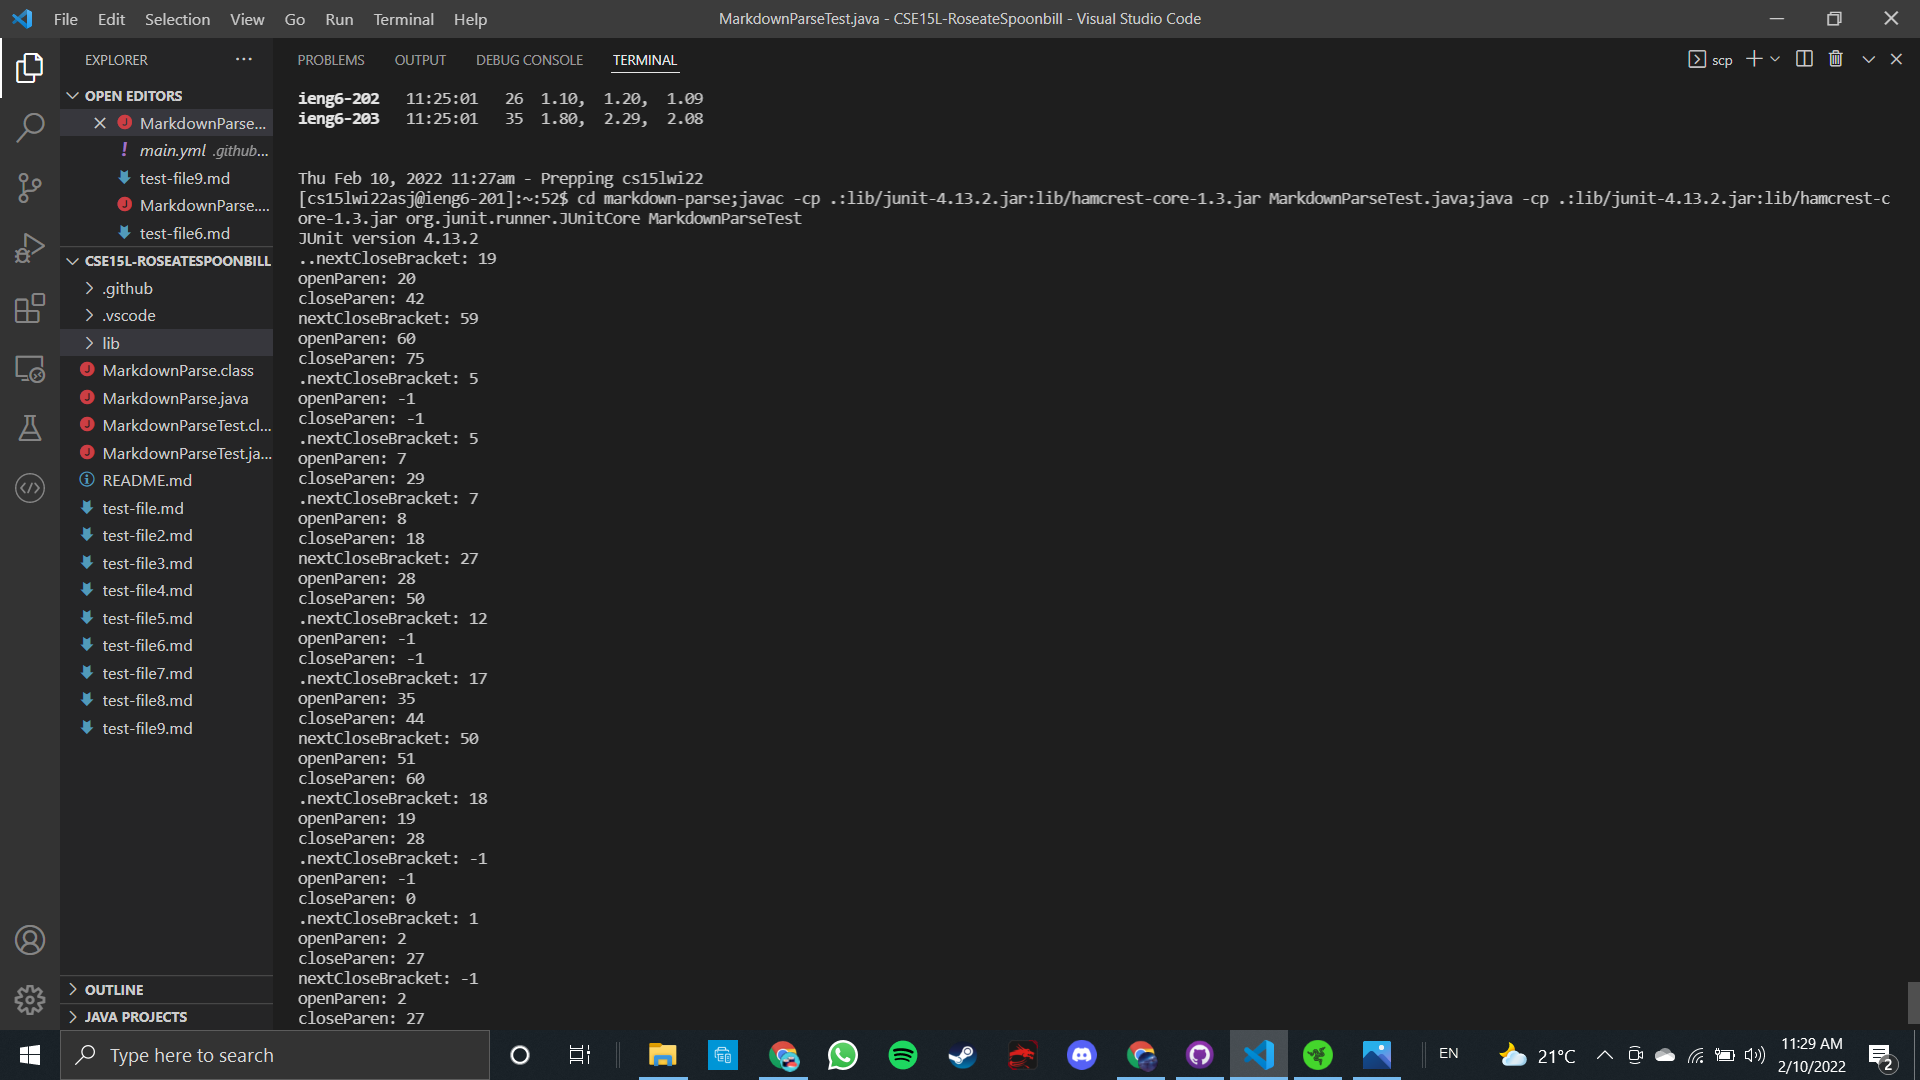 File Edit Selection View Go Run Terminal Help
MarkdownParseTest.java - CSE15L-RoseateSpoonbill - Visual Studio Code
EXPLORER
OPEN EDITORS
MarkdownParse...
! main.yml .github...
test-file9.md
MarkdownParse....
test-file6.md
CSE15L-ROSEATESPOONBILL
.github
.vscode
lib
MarkdownParse.class
MarkdownParse.java
MarkdownParseTest.cl...
MarkdownParseTest.ja...
README.md
test-file.md
test-file2.md
test-file3.md
test-file4.md
test-file5.md
test-file6.md
test-file7.md
test-file8.md
test-file9.md
OUTLINE
JAVA PROJECTS
PROBLEMS OUTPUT DEBUG CONSOLE TERMINAL
scp
ieng6-202 11:25:01 26 1.10, 1.20, 1.09
ieng6-203 11:25:01 35 1.80, 2.29, 2.08
Thu Feb 10, 2022 11:27am - Prepping cs15lwi22
[cs15lwi22asj@ieng6-201]:~:52$ cd markdown-parse;javac -cp .:lib/junit-4.13.2.jar:lib/hamcrest-core-1.3.jar MarkdownParseTest.java;java -cp .:lib/junit-4.13.2.jar:lib/hamcrest-c
ore-1.3.jar org.junit.runner.JUnitCore MarkdownParseTest
JUnit version 4.13.2
..nextCloseBracket: 19
openParen: 20
closeParen: 42
nextCloseBracket: 59
openParen: 60
closeParen: 75
.nextCloseBracket: 5
openParen: -1
closeParen: -1
.nextCloseBracket: 5
openParen: 7
closeParen: 29
.nextCloseBracket: 7
openParen: 8
closeParen: 18
nextCloseBracket: 27
openParen: 28
closeParen: 50
.nextCloseBracket: 12
openParen: -1
closeParen: -1
.nextCloseBracket: 17
openParen: 35
closeParen: 44
nextCloseBracket: 50
openParen: 51
closeParen: 60
.nextCloseBracket: 18
openParen: 19
closeParen: 28
.nextCloseBracket: -1
openParen: -1
closeParen: 0
.nextCloseBracket: 1
openParen: 2
closeParen: 27
nextCloseBracket: -1
openParen: 2
closeParen: 27
Type here to search
EN
21°C
11:29 AM
2/10/2022
2